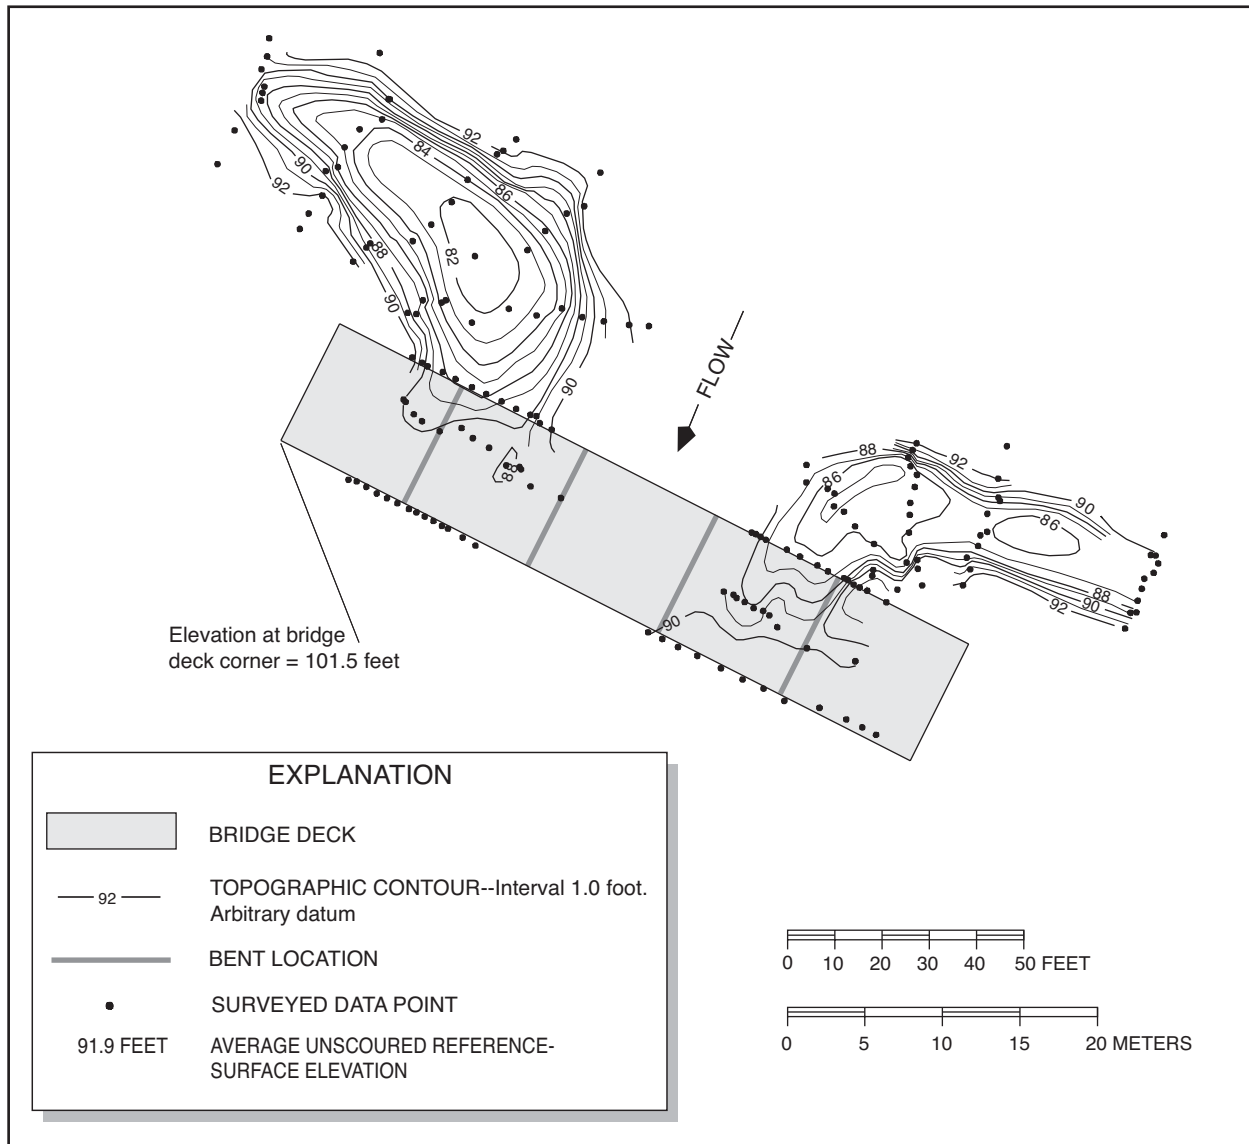 92
84
90
86
92
82
88
90
FLOW
90
88
92
88
86
90
86
88
90
92
90
Elevation at bridge
deck corner = 101.5 feet
EXPLANATION
BRIDGE DECK
92
TOPOGRAPHIC CONTOUR--Interval 1.0 foot.
Arbitrary datum
BENT LOCATION
SURVEYED DATA POINT
91.9 FEET
AVERAGE UNSCOURED REFERENCE-
SURFACE ELEVATION
0 10 20 30 40 50 FEET
0 5 10 15 20 METERS